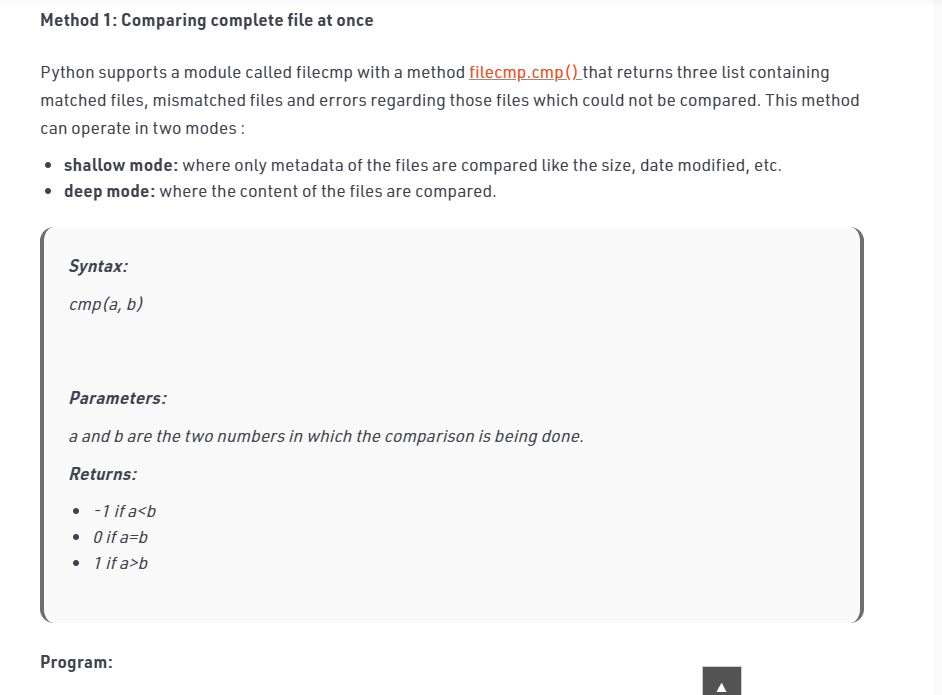 Method 1: Comparing complete file at once
Python supports a module called filecmp with a method filecmp.cmp() that returns three list containing
matched files, mismatched files and errors regarding those files which could not be compared. This method
can operate in two modes :
• shallow mode: where only metadata of the files are compared like the size, date modified, etc.
• deep mode: where the content of the files are compared.
Syntax:
cmp(a, b)
Parameters:
a and b are the two numbers in which the comparison is being done.
Returns:
• -1 if a<b
• 0 if a=b
• 1 if a>b
Program: